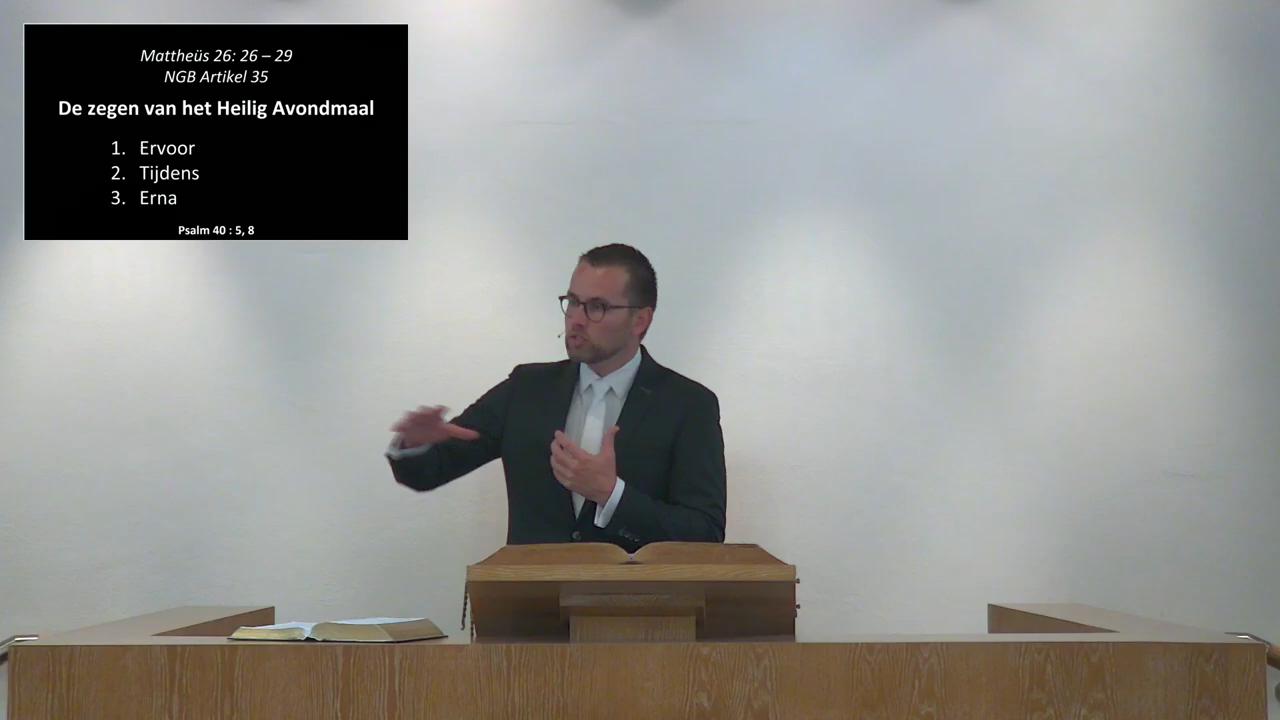 Mattheüs 26: 26 – 29
NGB Artikel 35
De zegen van het Heilig Avondmaal
1. Ervoor
2. Tijdens
3. Erna
Psalm 40 : 5, 8